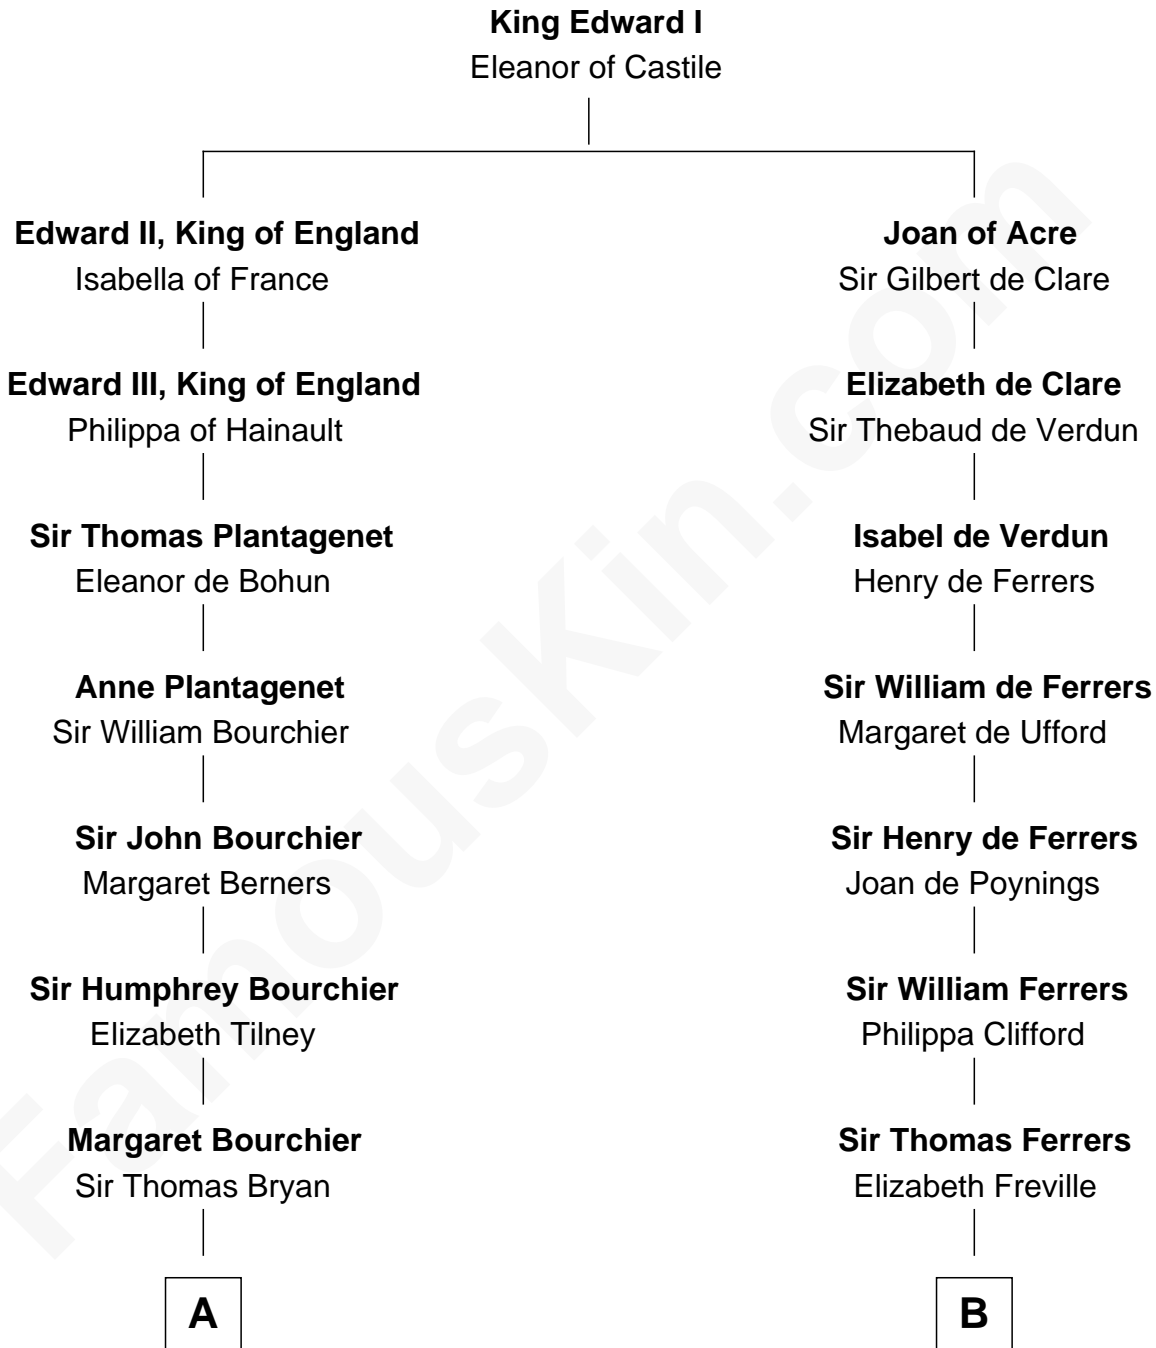 King Edward I
Eleanor of Castile
Edward II, King of England
Isabella of France
Edward III, King of England
Philippa of Hainault
Sir Thomas Plantagenet
Eleanor de Bohun
Anne Plantagenet
Sir William Bourchier
Sir John Bourchier
Margaret Berners
Sir Humphrey Bourchier
Elizabeth Tilney
Margaret Bourchier
Sir Thomas Bryan
A
Joan of Acre
Sir Gilbert de Clare
Elizabeth de Clare
Sir Thebaud de Verdun
Isabel de Verdun
Henry de Ferrers
Sir William de Ferrers
Margaret de Ufford
Sir Henry de Ferrers
Joan de Poynings
Sir William Ferrers
Philippa Clifford
Sir Thomas Ferrers
Elizabeth Freville
B
FamousKin.com